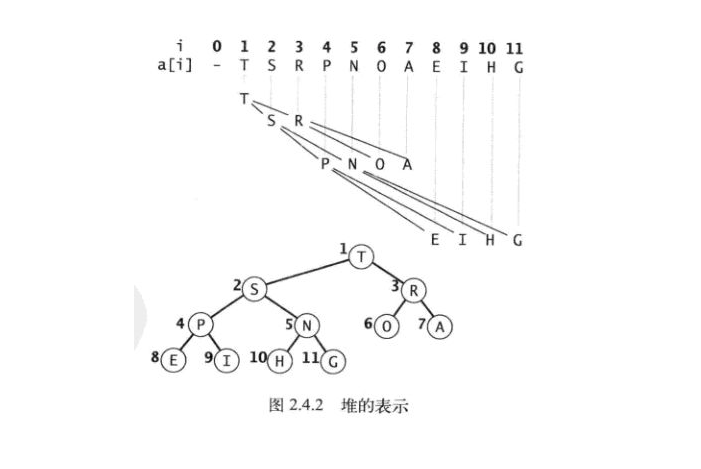 i 0 1 2 3 4 5 6 7 8 9 10 11
a[i] - T S R P N O A E I H G
T
S R
P N O A
E I H G
1 T
2 S 3 R
4 P 5 N 6 O 7 A
8 E 9 I 10 H 11 G
图 2.4.2 堆的表示